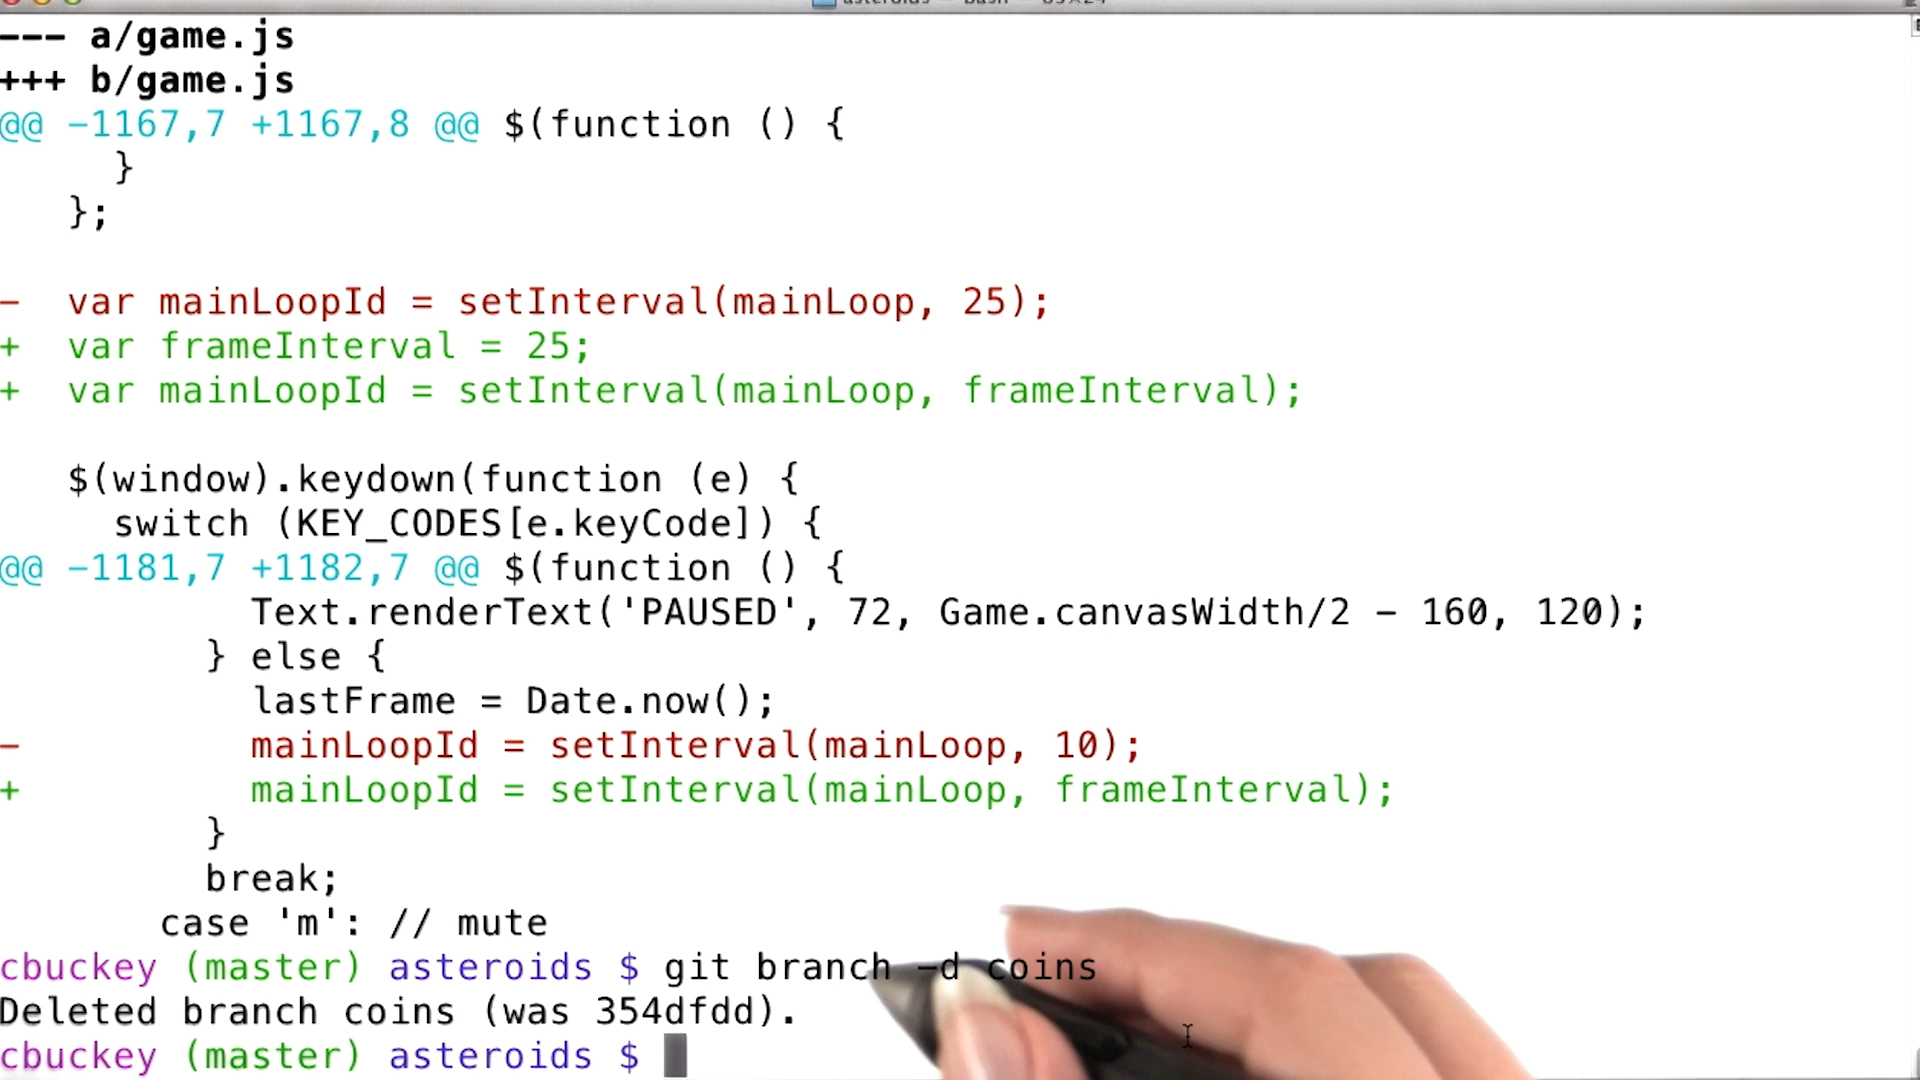 --- a/game.js
+++ b/game.js
@@ -1167,7 +1167,8 @@ $(function () {
     }
   };

-  var mainLoopId = setInterval(mainLoop, 25);
+  var frameInterval = 25;
+  var mainLoopId = setInterval(mainLoop, frameInterval);

   $(window).keydown(function (e) {
     switch (KEY_CODES[e.keyCode]) {
@@ -1181,7 +1182,7 @@ $(function () {
           Text.renderText('PAUSED', 72, Game.canvasWidth/2 - 160, 120);
         } else {
           lastFrame = Date.now();
-          mainLoopId = setInterval(mainLoop, 10);
+          mainLoopId = setInterval(mainLoop, frameInterval);
         }
         break;
       case 'm': // mute
cbuckey (master) asteroids $ git branch -d coins
Deleted branch coins (was 354dfdd).
cbuckey (master) asteroids $